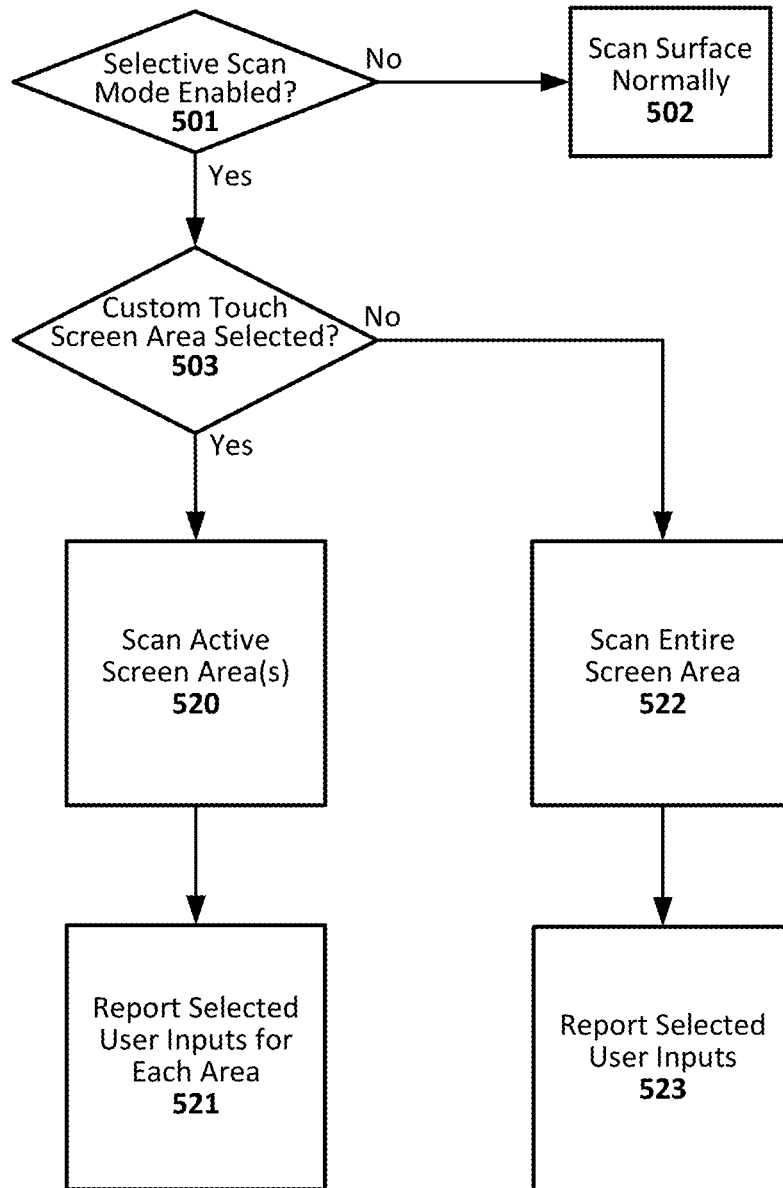 Selective Scan
Mode Enabled?
501
No
Scan Surface
Normally
502
Yes
Custom Touch
Screen Area Selected?
503
No
Yes
Scan Active
Screen Area(s)
520
Scan Entire
Screen Area
522
Report Selected
User Inputs for
Each Area
521
Report Selected
User Inputs
523